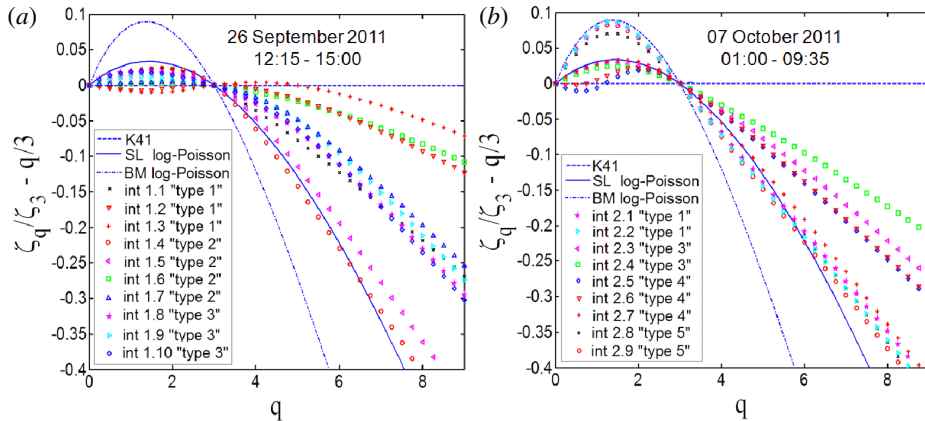 (a)
26 September 2011
12:15 - 15:00
0.1
0.05
0
-0.05
-0.1
-0.15
-0.2
-0.25
-0.3
-0.35
-0.4
ζq/ζ3 - q/3
K41
SL log-Poisson
BM log-Poisson
int 1.1 "type 1"
int 1.2 "type 1"
int 1.3 "type 1"
int 1.4 "type 2"
int 1.5 "type 2"
int 1.6 "type 2"
int 1.7 "type 2"
int 1.8 "type 3"
int 1.9 "type 3"
int 1.10 "type 3"
0 2 4 6 8
q
(b)
07 October 2011
01:00 - 09:35
0.1
0.05
0
-0.05
-0.1
-0.15
-0.2
-0.25
-0.3
-0.35
-0.4
ζq/ζ3 - q/3
K41
SL log-Poisson
BM log-Poisson
int 2.1 "type 1"
int 2.2 "type 1"
int 2.3 "type 3"
int 2.4 "type 3"
int 2.5 "type 4"
int 2.6 "type 4"
int 2.7 "type 4"
int 2.8 "type 5"
int 2.9 "type 5"
0 2 4 6 8
q